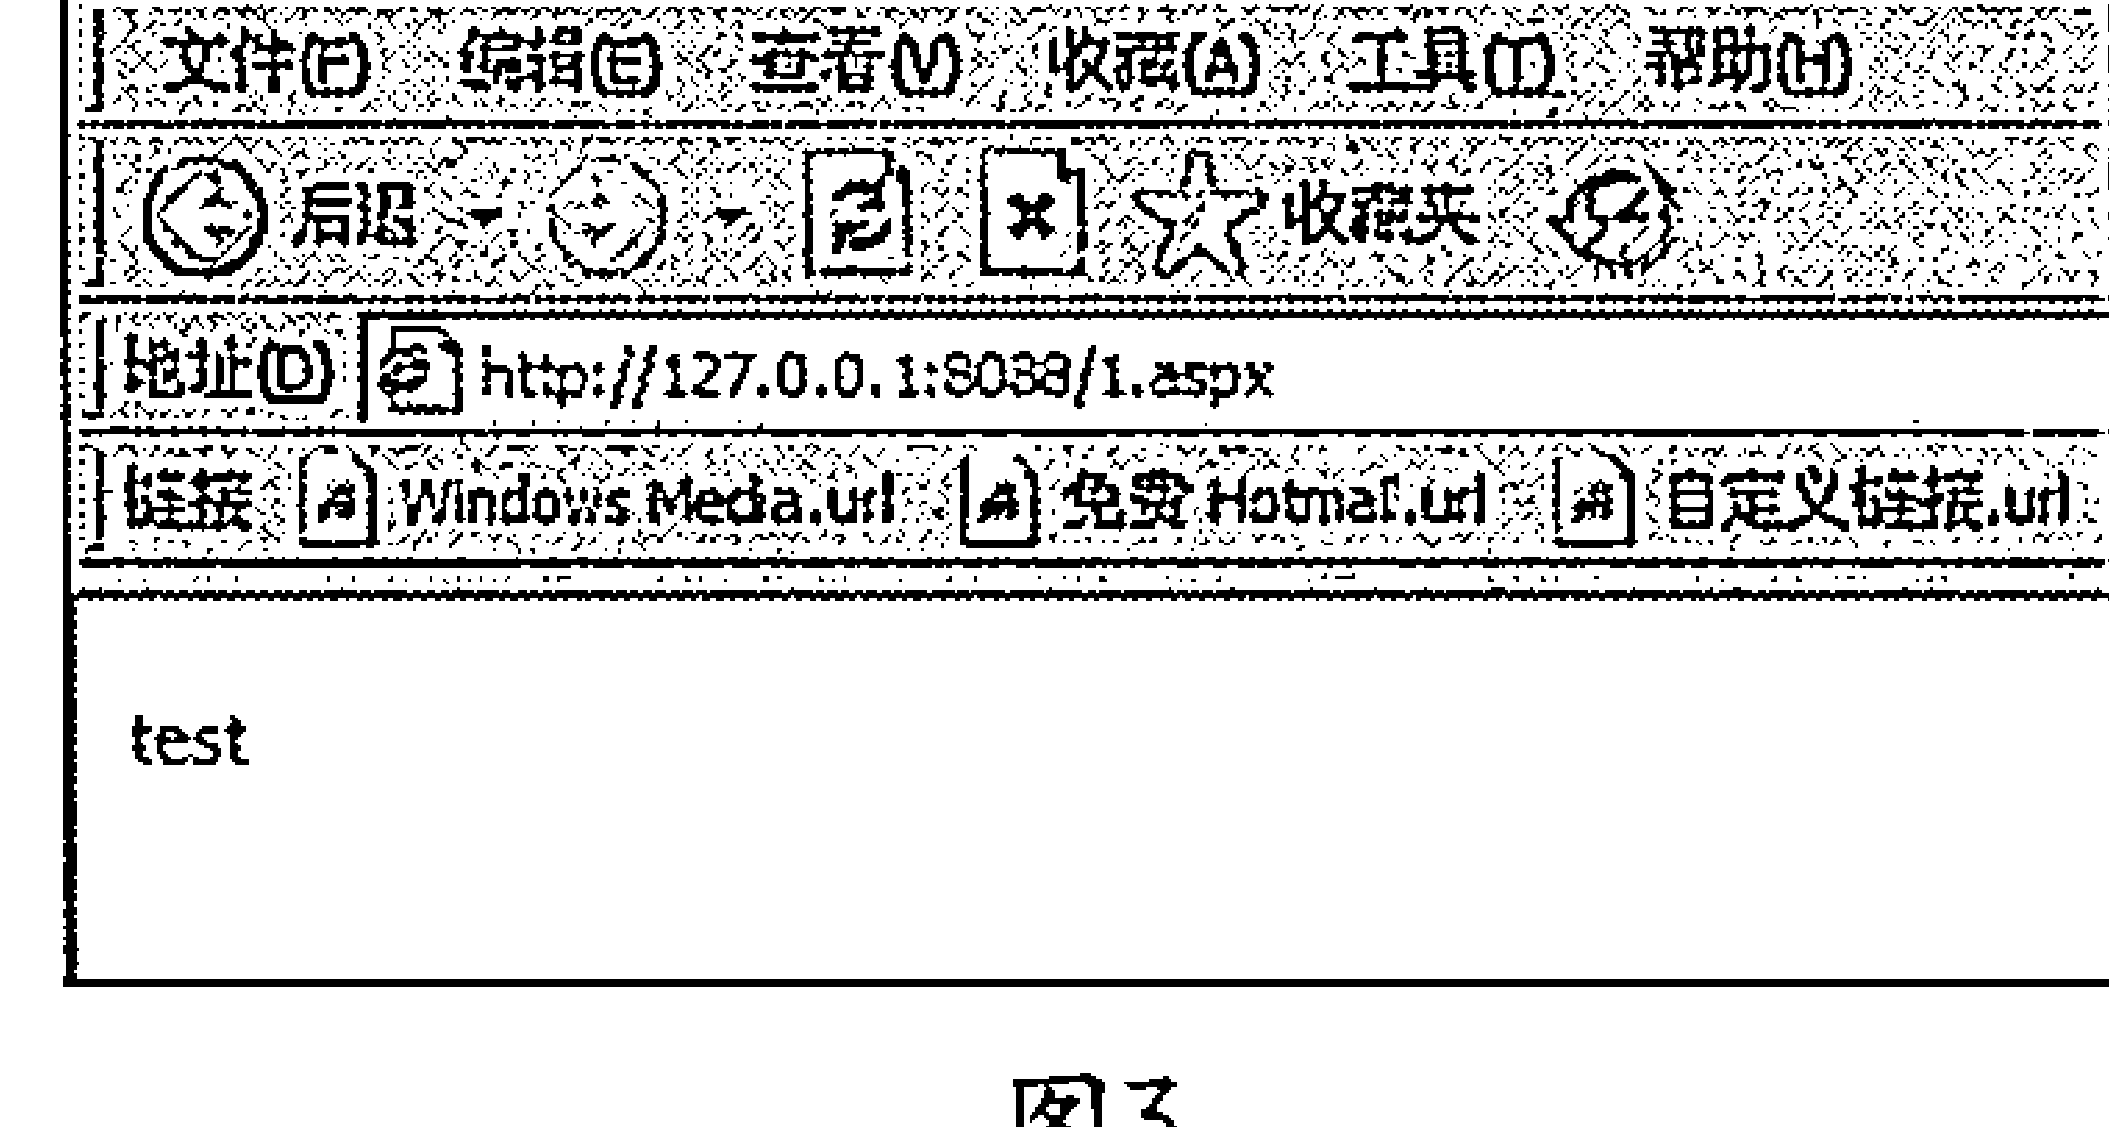 文件(F) 编辑(E) 查看(V) 收藏(A) 工具(T) 帮助(H)
后退 收藏夹
地址(D) http://127.0.0.1:8038/1.aspx
链接 Windows Media.url 免费 Hotmail.url 自定义链接.url
test
图